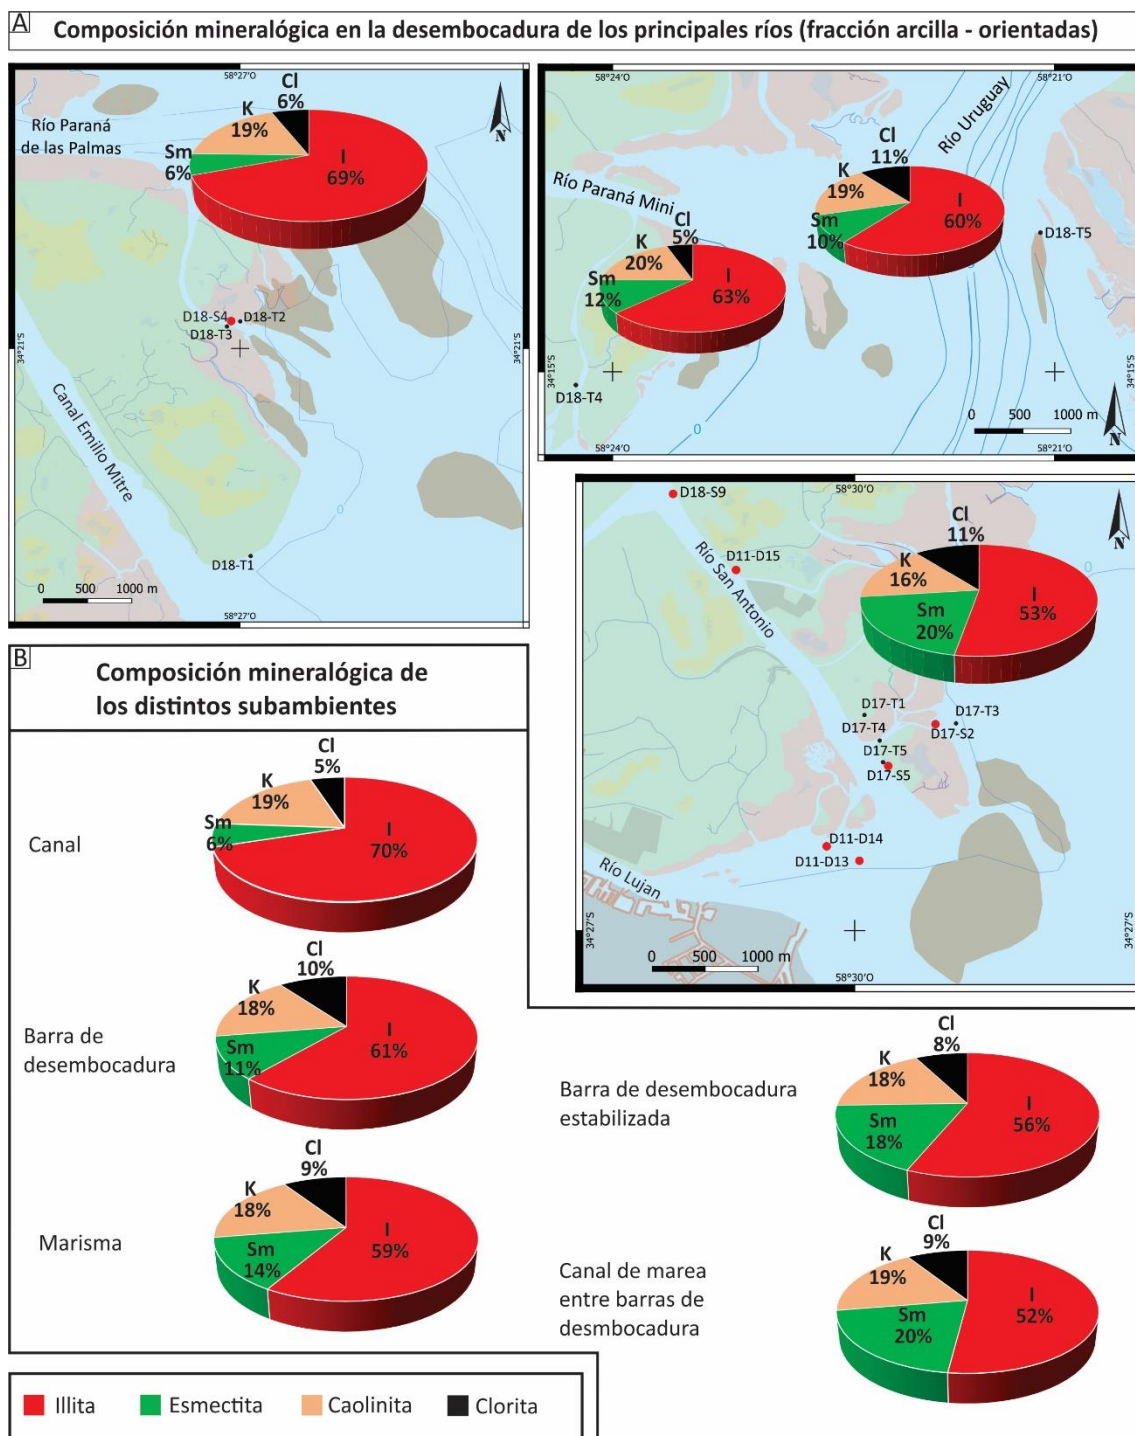 A
Composición mineralógica en la desembocadura de los principales ríos (fracción arcilla - orientadas)
58°27'O
Río Paraná
de las Palmas
Cl
6%
K
19%
Sm
6%
I
69%
N
D18-S4
D18-T2
D18-T3
34°21'S
34°21'S
Canal Emilio Mitre
D18-T1
0
0 500 1000 m
58°27'O
58°24'O
58°21'O
Río Uruguay
Río Paraná Mini
Cl
11%
K
19%
Sm
10%
I
60%
Cl
5%
K
20%
Sm
12%
I
63%
D18-T5
D18-T4
34°15'S
34°15'S
0
0 500 1000 m
N
58°24'O
58°21'O
58°30'O
D18-S9
D11-D15
Río San Antonio
Cl
11%
K
16%
Sm
20%
I
53%
0
N
D17-T1
D17-T4
D17-T3
D17-S2
D17-T5
D17-S5
D11-D14
D11-D13
Río Lujan
34°27'S
34°27'S
0 500 1000 m
58°30'O
B
Composición mineralógica de
los distintos subambientes
Canal
Cl
5%
K
19%
Sm
6%
I
70%
Barra de
desembocadura
Cl
10%
K
18%
Sm
11%
I
61%
Marisma
Cl
9%
K
18%
Sm
14%
I
59%
Barra de desembocadura
estabilizada
Cl
8%
K
18%
Sm
18%
I
56%
Canal de marea
entre barras de
desmbocadura
Cl
9%
K
19%
Sm
20%
I
52%
Illita
Esmectita
Caolinita
Clorita